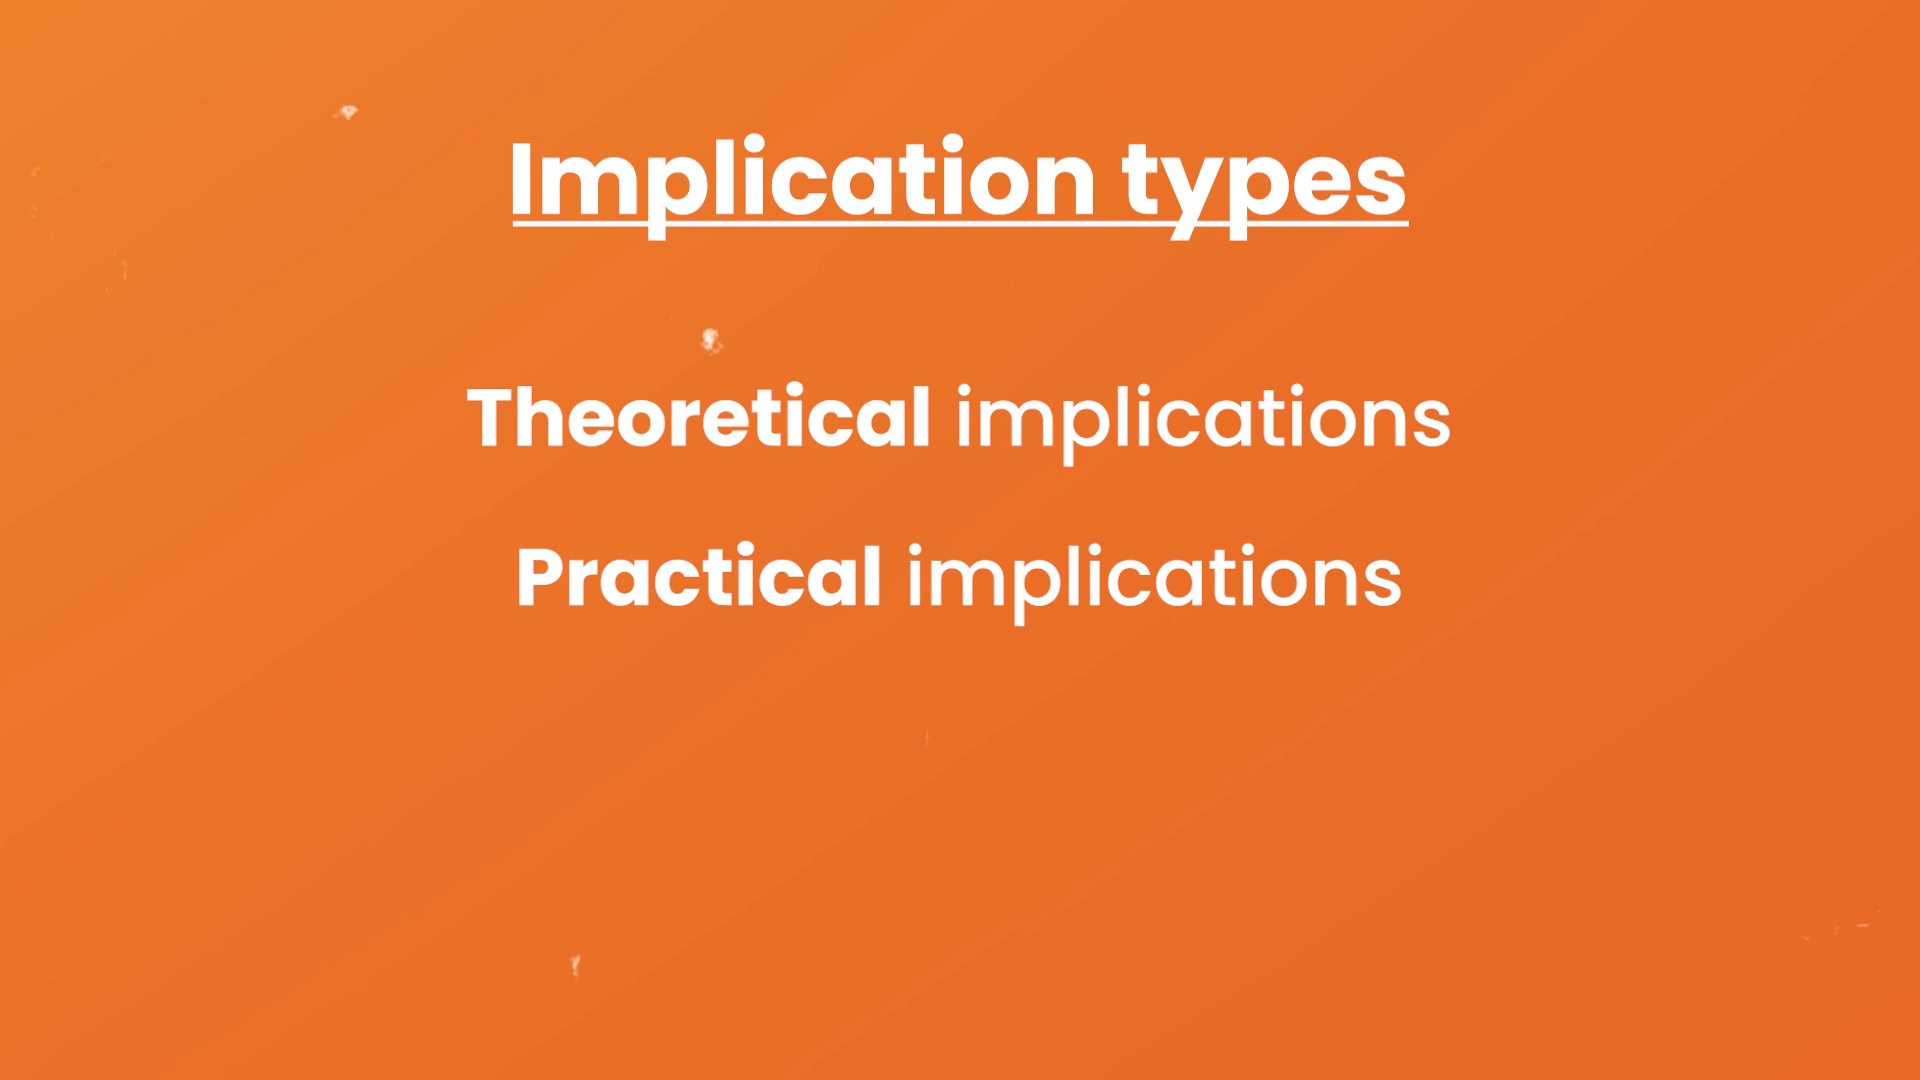 Implication types
Theoretical implications
Practical implications